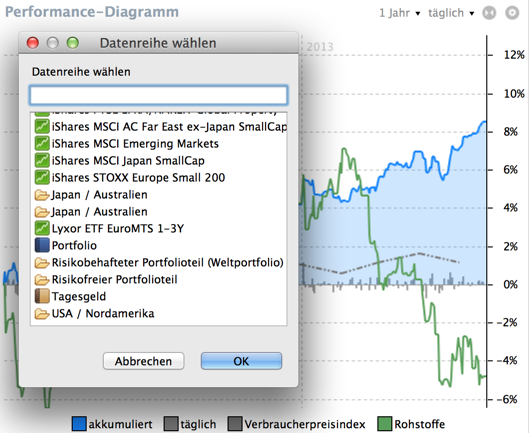 Performance-Diagramm
1 Jahr
täglich
Datenreihe wählen
2013
Datenreihe wählen
iShares MSCI AC Far East ex-Japan SmallCap
iShares MSCI Emerging Markets
iShares MSCI Japan SmallCap
iShares STOXX Europe Small 200
Japan / Australien
Japan / Australien
Lyxor ETF EuroMTS 1-3Y
Portfolio
Risikobehafteter Portfolioteil (Weltportfolio)
Risikofreier Portfolioteil
Tagesgeld
USA / Nordamerika
Abbrechen
OK
12%
10%
8%
6%
4%
2%
0%
-2%
-4%
-6%
akkumuliert
täglich
Verbraucherpreisindex
Rohstoffe